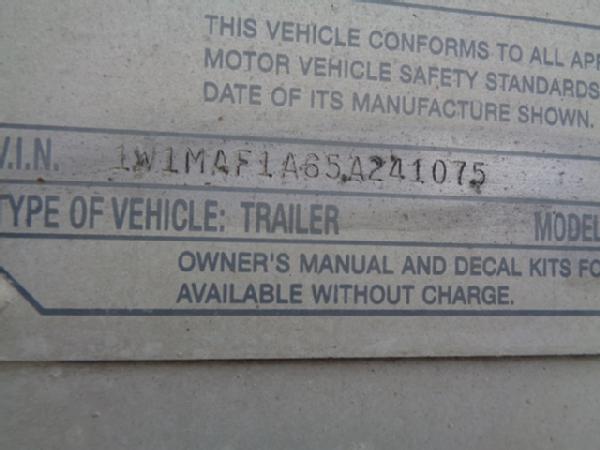 THIS VEHICLE CONFORMS TO ALL
MOTOR VEHICLE SAFETY STANDARDS
DATE OF ITS MANUFACTURE SHOWN.
V.I.N. 1W1MAF1A65A241075
TYPE OF VEHICLE: TRAILER MODEL
OWNER'S MANUAL AND DECAL KITS
AVAILABLE WITHOUT CHARGE.